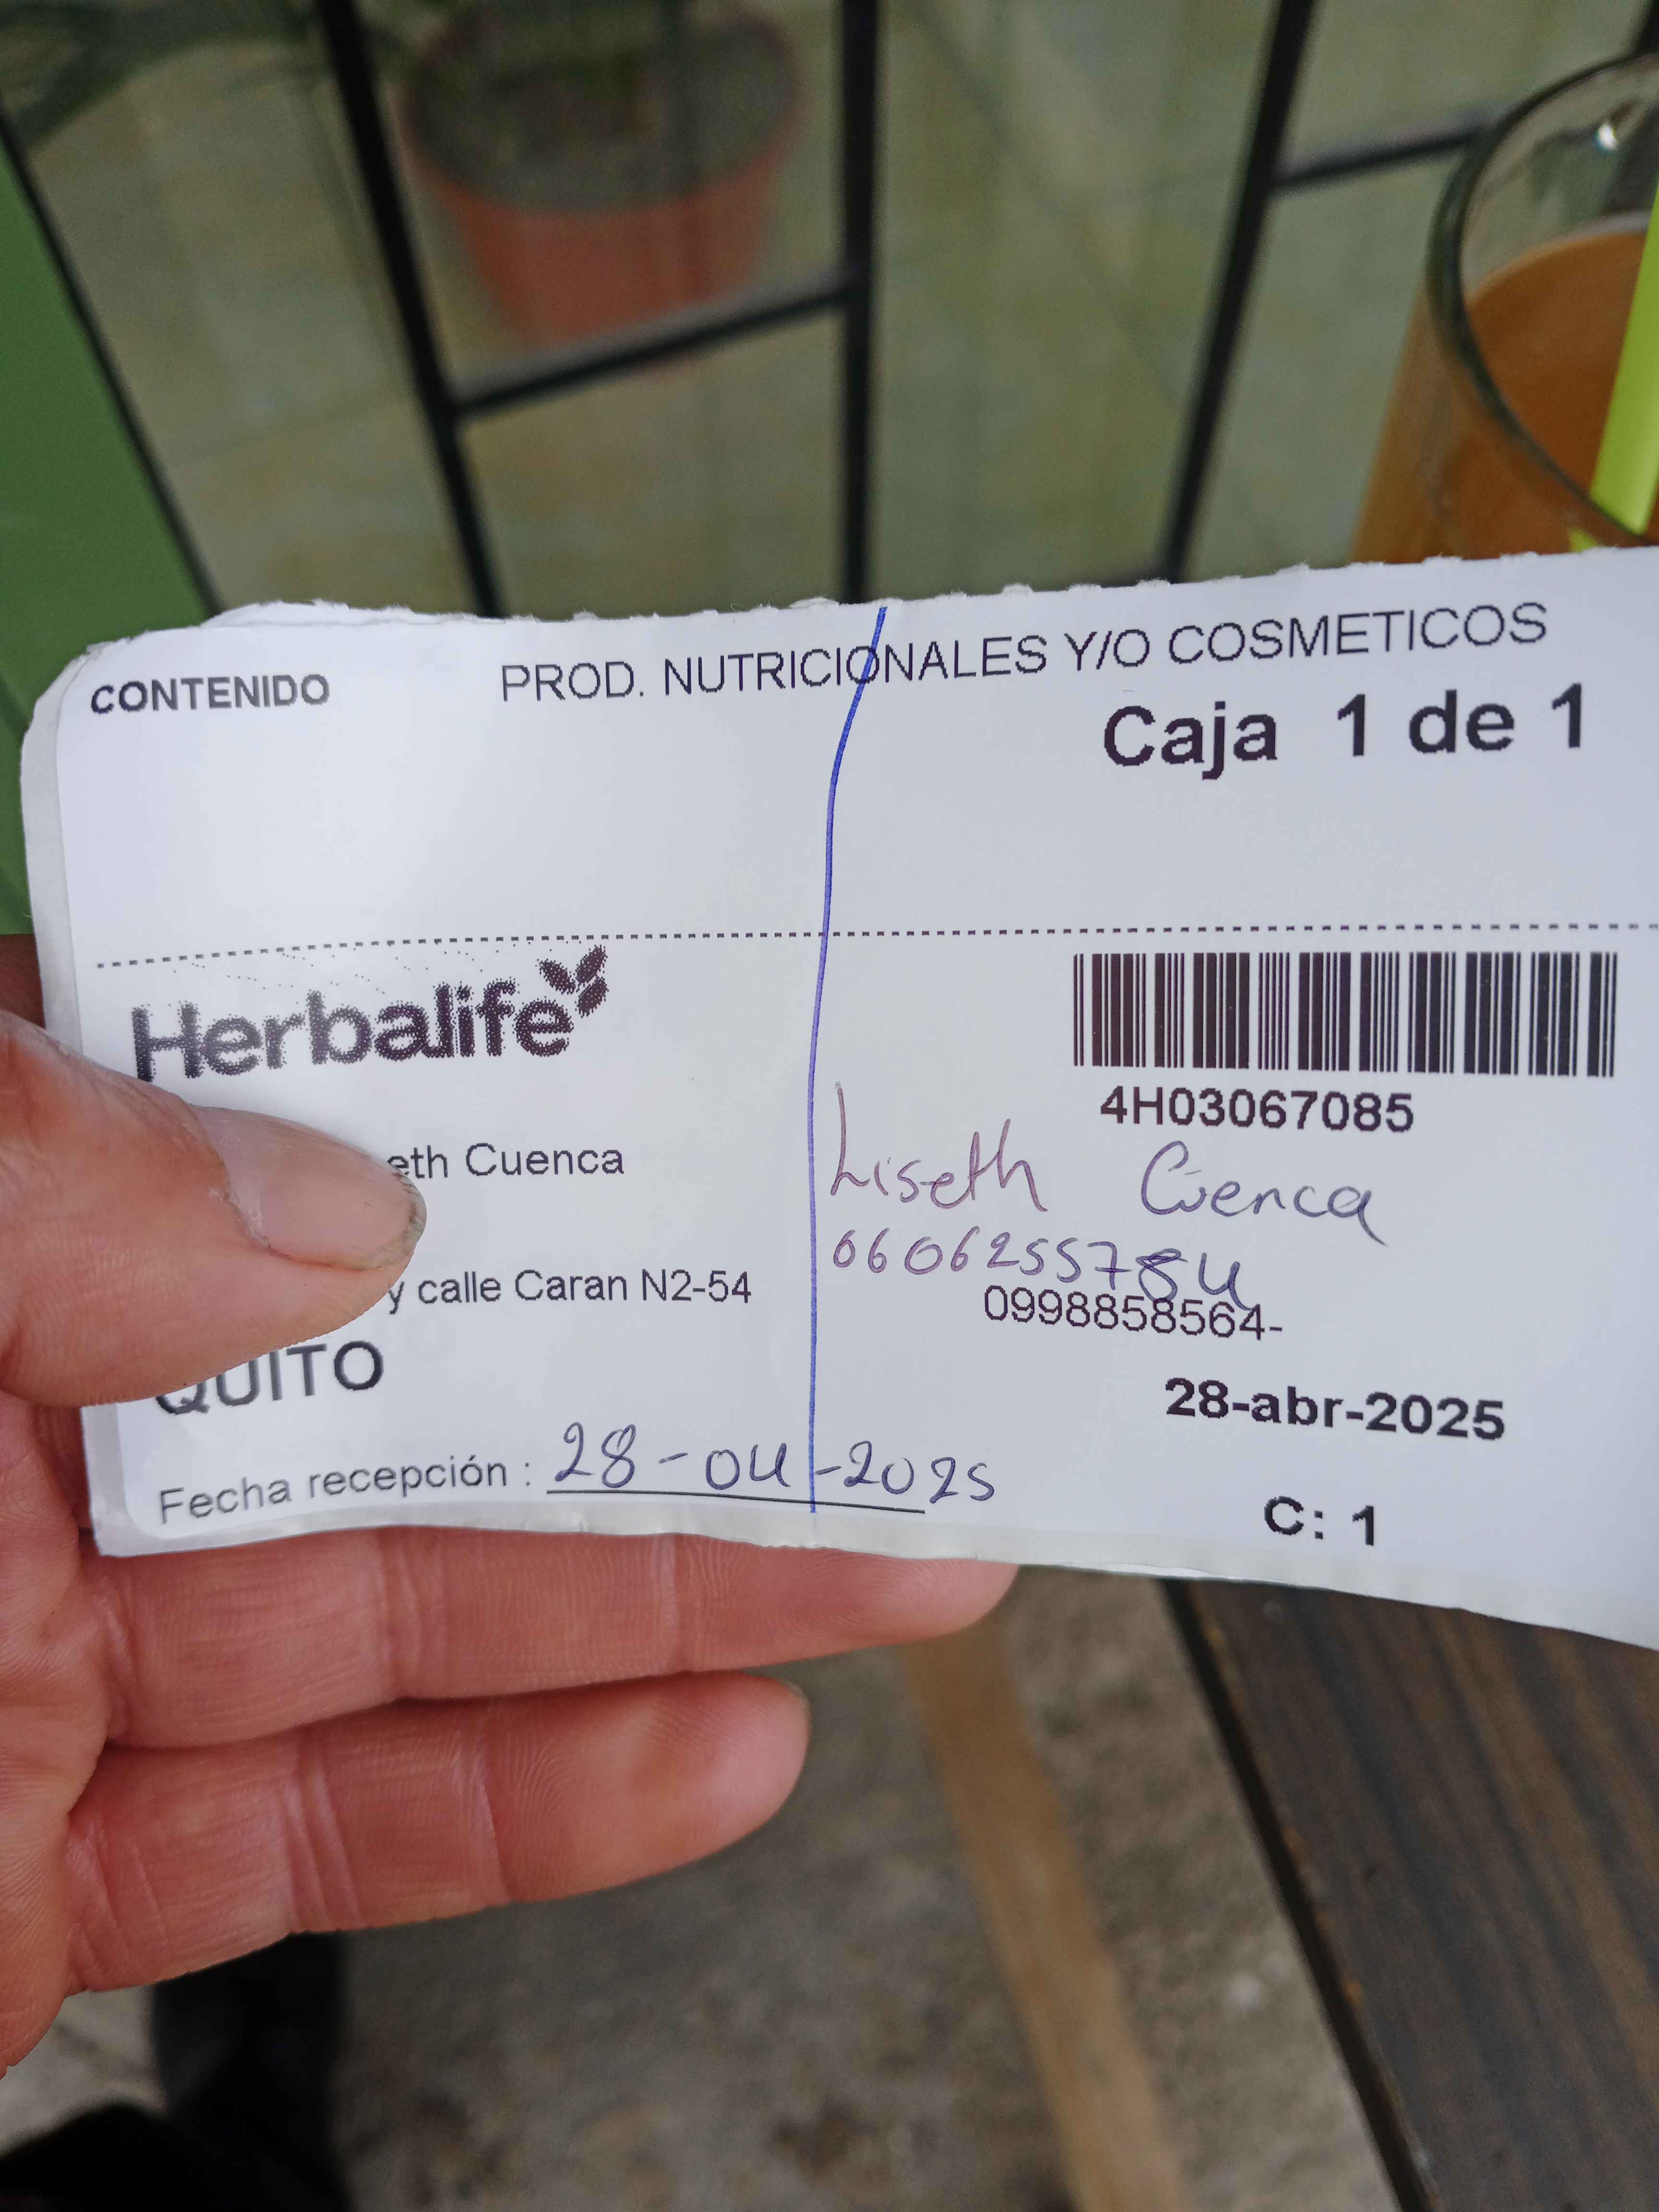 CONTENIDO PROD. NUTRICIONALES Y/O COSMETICOS
Caja 1 de 1
Herbalife
4H03067085
eth Cuenca
Liseth Cuenca
0606255784
y calle Caran N2-54
0998858564-
QUITO
28-abr-2025
Fecha recepción : 28-04-2025
C: 1